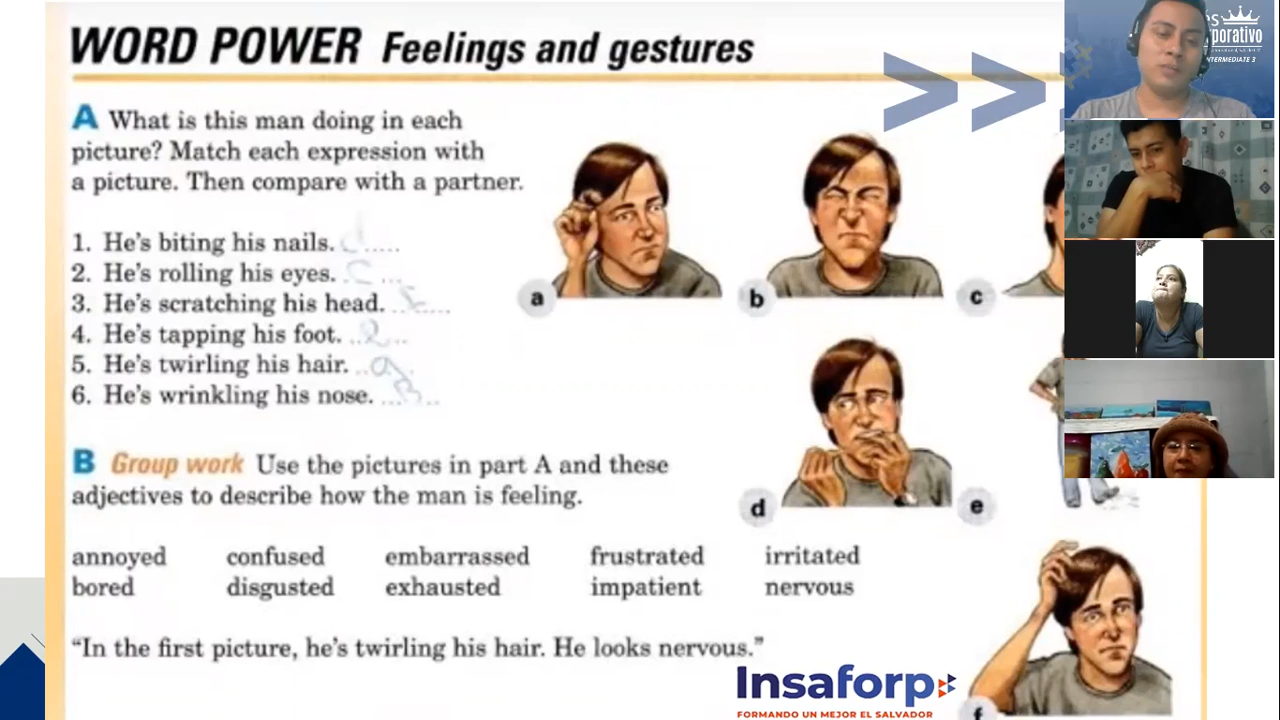 WORD POWER Feelings and gestures
A What is this man doing in each
picture? Match each expression with
a picture. Then compare with a partner.
1. He's biting his nails.
2. He's rolling his eyes.
3. He's scratching his head.
4. He's tapping his foot.
5. He's twirling his hair.
6. He's wrinkling his nose.
a
b
c
d
e
f
B Group work Use the pictures in part A and these
adjectives to describe how the man is feeling.
annoyed confused embarrassed frustrated irritated
bored disgusted exhausted impatient nervous
"In the first picture, he's twirling his hair. He looks nervous."
Insaforp
FORMANDO UN MEJOR EL SALVADOR
es
rporativo
NTERMEDIATE 3